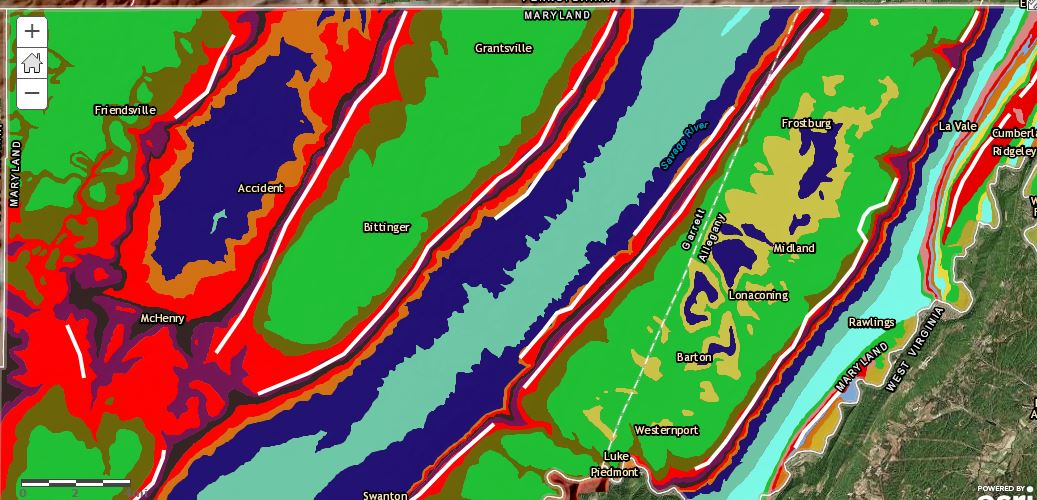 MARYLAND
Grantsville
Friendsville
MARYLAND
Savage River
Frostburg
La Vale
Ridgeley
Accident
Bittinger
Garrett
Allegany
Midland
Lonaconing
McHenry
Rawlings
Barton
MARYLAND
WEST VIRGINIA
Westernport
Luke
Piedmont
Swanton
0 2
POWERED BY
esri